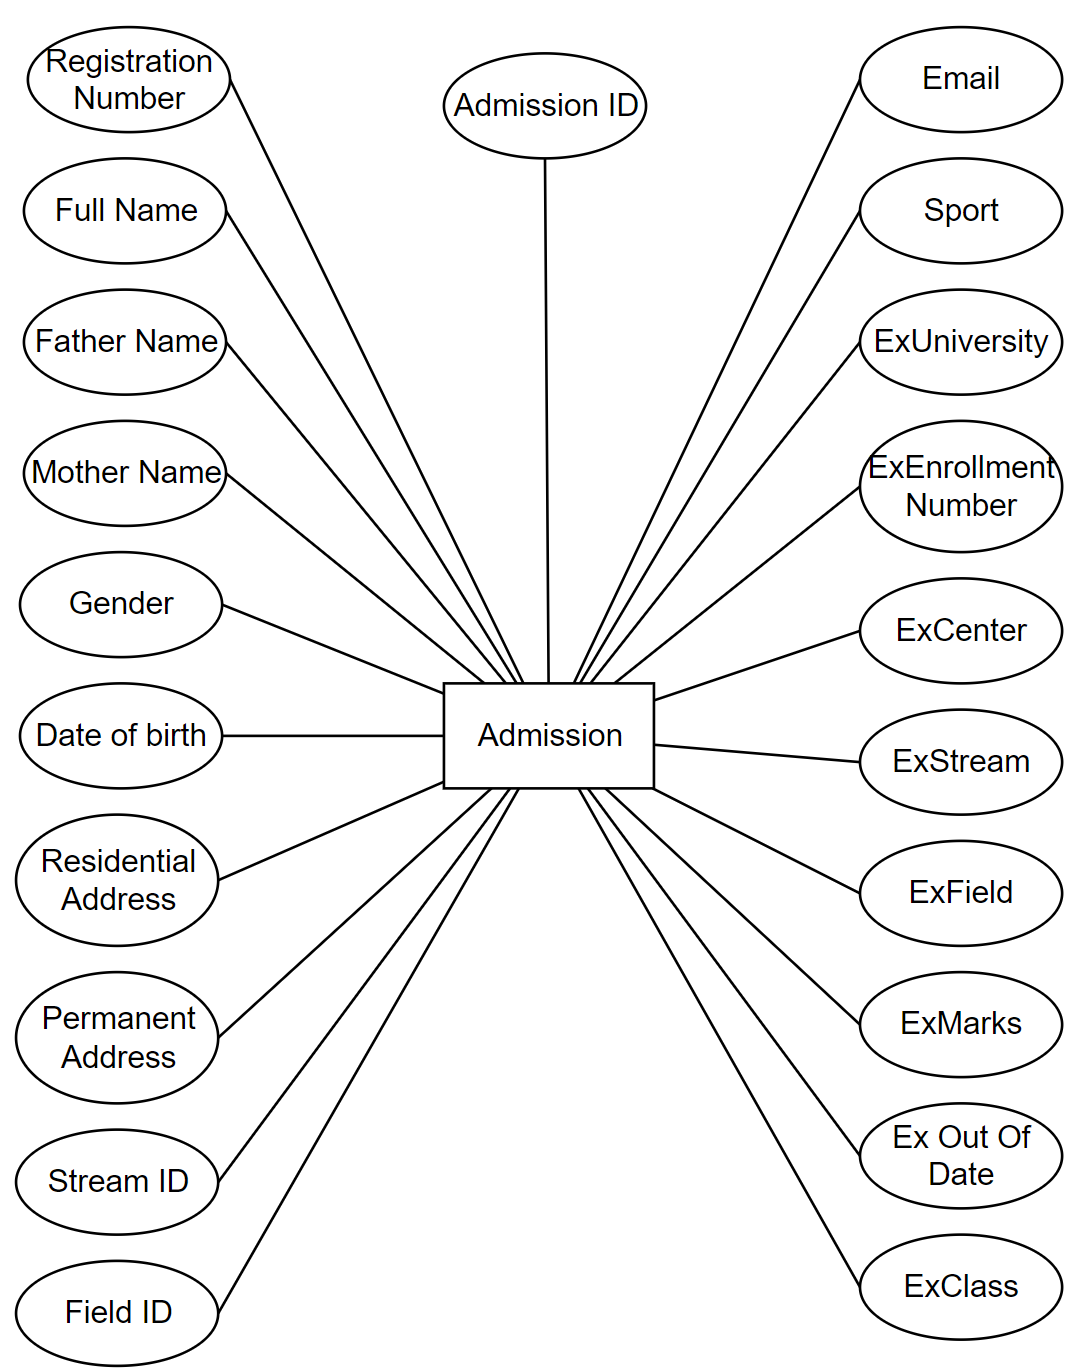 Registration
Number
Full Name
Father Name
Mother Name
Gender
Date of birth
Residential
Address
Permanent
Address
Stream ID
Field ID
Admission ID
Admission
Email
Sport
ExUniversity
ExEnrollment
Number
ExCenter
ExStream
ExField
ExMarks
Ex Out Of
Date
ExClass